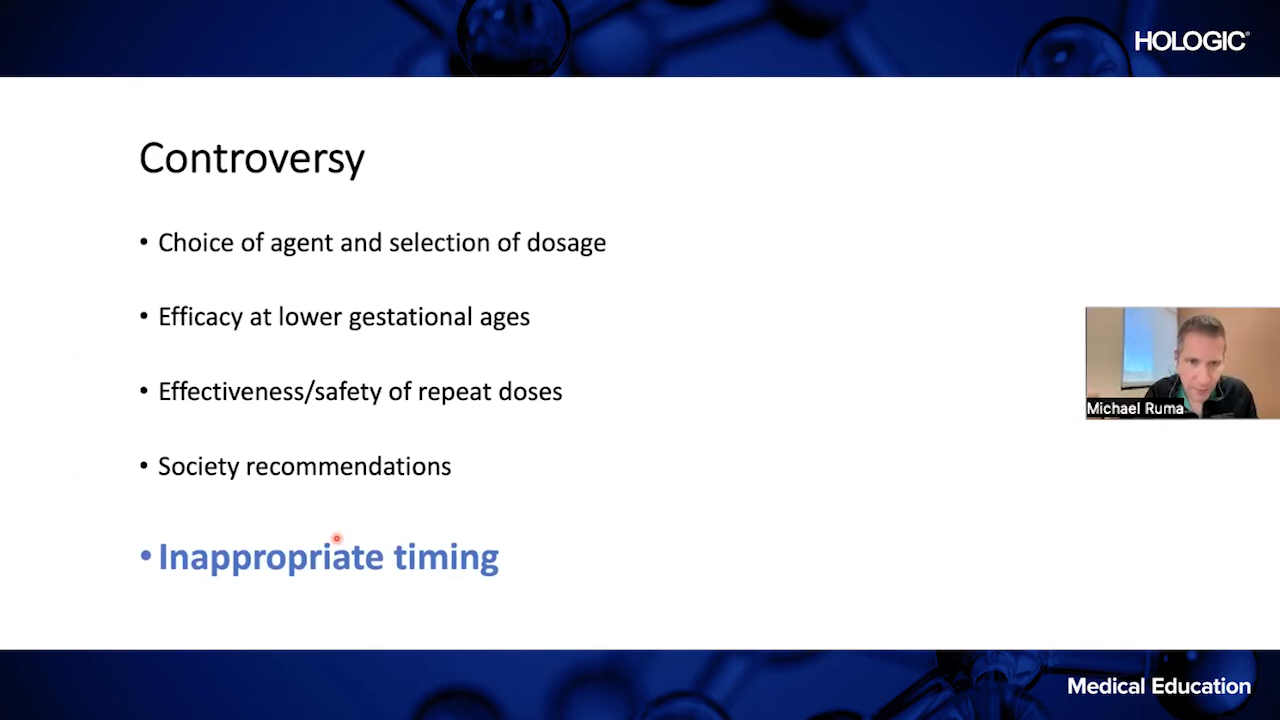 HOLOGIC®
Controversy
• Choice of agent and selection of dosage
• Efficacy at lower gestational ages
• Effectiveness/safety of repeat doses
• Society recommendations
• Inappropriate timing
Michael Ruma
Medical Education